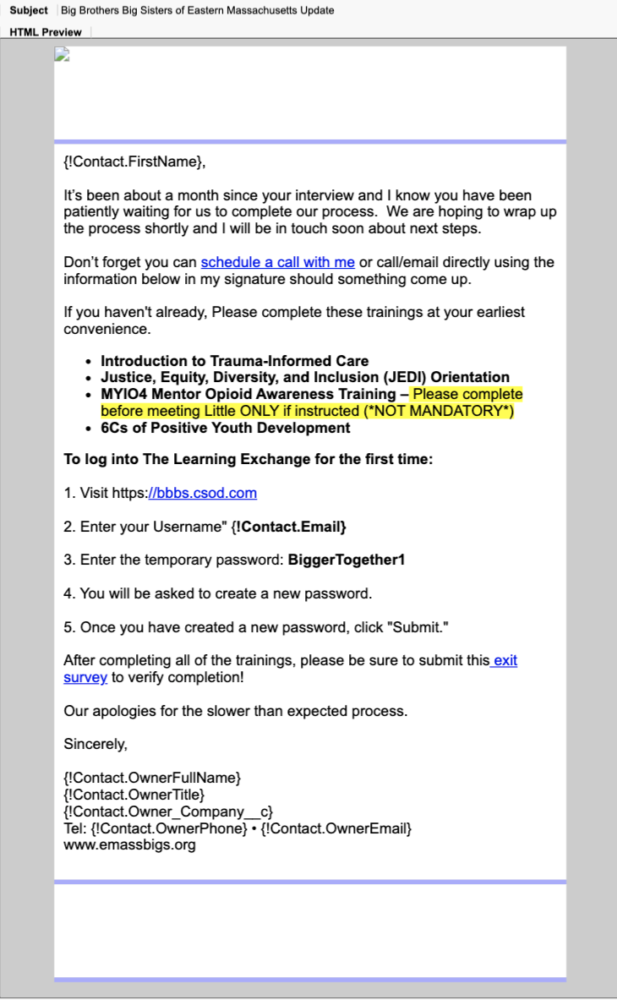 Subject Big Brothers Big Sisters of Eastern Massachusetts Update
HTML Preview
{!Contact.FirstName},
It's been about a month since your interview and I know you have been
patiently waiting for us to complete our process.  We are hoping to wrap up
the process shortly and I will be in touch soon about next steps.
Don't forget you can schedule a call with me or call/email directly using the
information below in my signature should something come up.
If you haven't already, Please complete these trainings at your earliest
convenience.
• Introduction to Trauma-Informed Care
• Justice, Equity, Diversity, and Inclusion (JEDI) Orientation
• MYIO4 Mentor Opioid Awareness Training – Please complete
before meeting Little ONLY if instructed (*NOT MANDATORY*)
• 6Cs of Positive Youth Development
To log into The Learning Exchange for the first time:
1. Visit https://bbbs.csod.com
2. Enter your Username" {!Contact.Email}
3. Enter the temporary password: BiggerTogether1
4. You will be asked to create a new password.
5. Once you have created a new password, click "Submit."
After completing all of the trainings, please be sure to submit this exit
survey to verify completion!
Our apologies for the slower than expected process.
Sincerely,
{!Contact.OwnerFullName}
{!Contact.OwnerTitle}
{!Contact.Owner_Company__c}
Tel: {!Contact.OwnerPhone} • {!Contact.OwnerEmail}
www.emassbigs.org